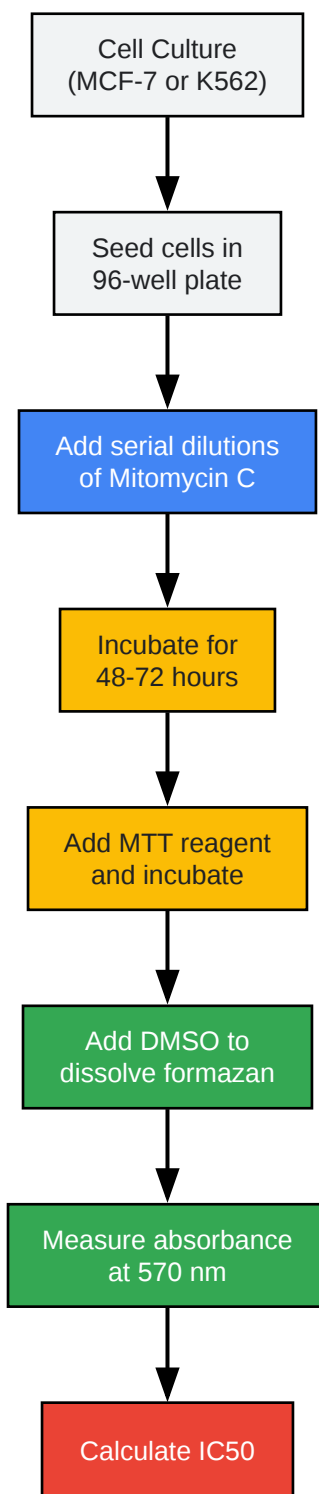 Cell Culture
(MCF-7 or K562)
Seed cells in
96-well plate
Add serial dilutions
of Mitomycin C
Incubate for
48-72 hours
Add MTT reagent
and incubate
Add DMSO to
dissolve formazan
Measure absorbance
at 570 nm
Calculate IC50